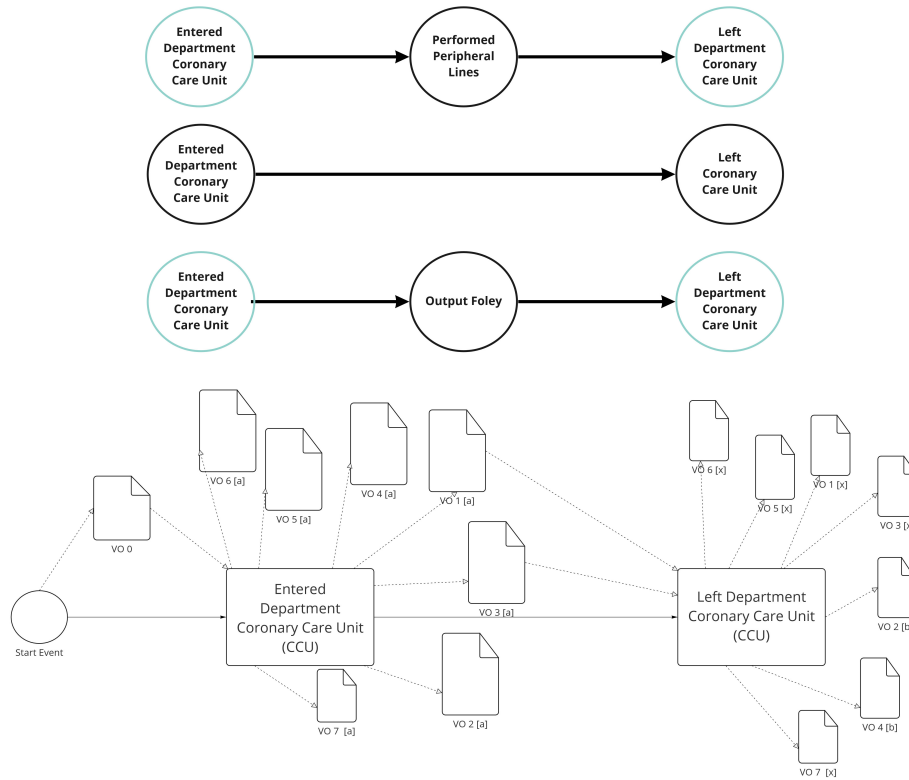 Entered
Department
Coronary
Care Unit
Performed
Peripheral
Lines
Left
Department
Coronary
Care Unit
Entered
Department
Coronary
Care Unit
Left
Coronary
Care Unit
Entered
Department
Coronary
Care Unit
Output Foley
Left
Department
Coronary
Care Unit
VO 6 [a]
VO 5 [a]
VO 4 [a]
VO 1 [a]
VO 6 [x]
VO 5 [x]
VO 1 [x]
VO 3 [x
VO 0
Entered
Department
Coronary Care Unit
(CCU)
VO 3 [a]
Left Department
Coronary Care Unit
(CCU)
VO 2 [b
Start Event
VO 7 [a]
VO 2 [a]
VO 4 [b]
VO 7 [x]